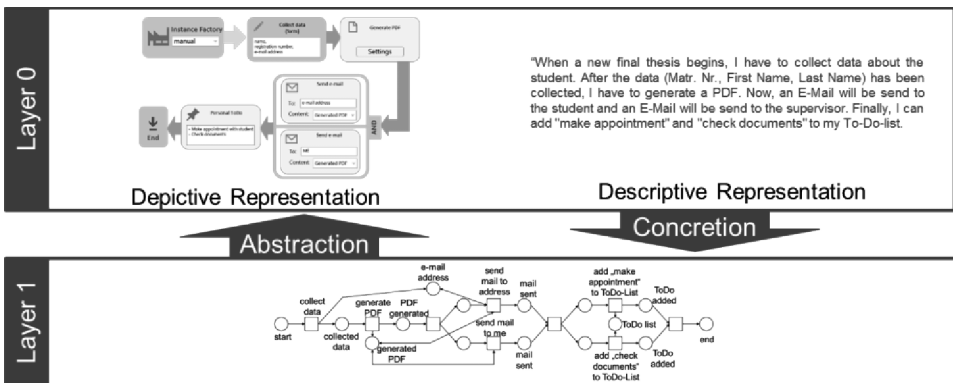 Layer 0
Instance Factory
manual
Collect data
(form)
name,
registration number,
e-mail address
Generate PDF
Settings
AND
Send e-mail
To: e-mail address
Content: Generated PDF
Send e-mail
To: me
Content: Generated PDF
Personal ToDo
- Make appointment with student
- Check documents
End
"When a new final thesis begins, I have to collect data about the
student. After the data (Matr. Nr., First Name, Last Name) has been
collected, I have to generate a PDF. Now, an E-Mail will be send to
the student and an E-Mail will be send to the supervisor. Finally, I can
add "make appointment" and "check documents" to my To-Do-list.
Depictive Representation
Descriptive Representation
Abstraction
Concretion
Layer 1
start
collect
data
collected
data
generate
PDF
PDF
generated
generated
PDF
e-mail
address
send
mail to
address
mail
sent
send mail
to me
mail
sent
add „make
appointment"
to ToDo-List
ToDo
added
ToDo list
add „check
documents"
to ToDo-List
ToDo
added
end